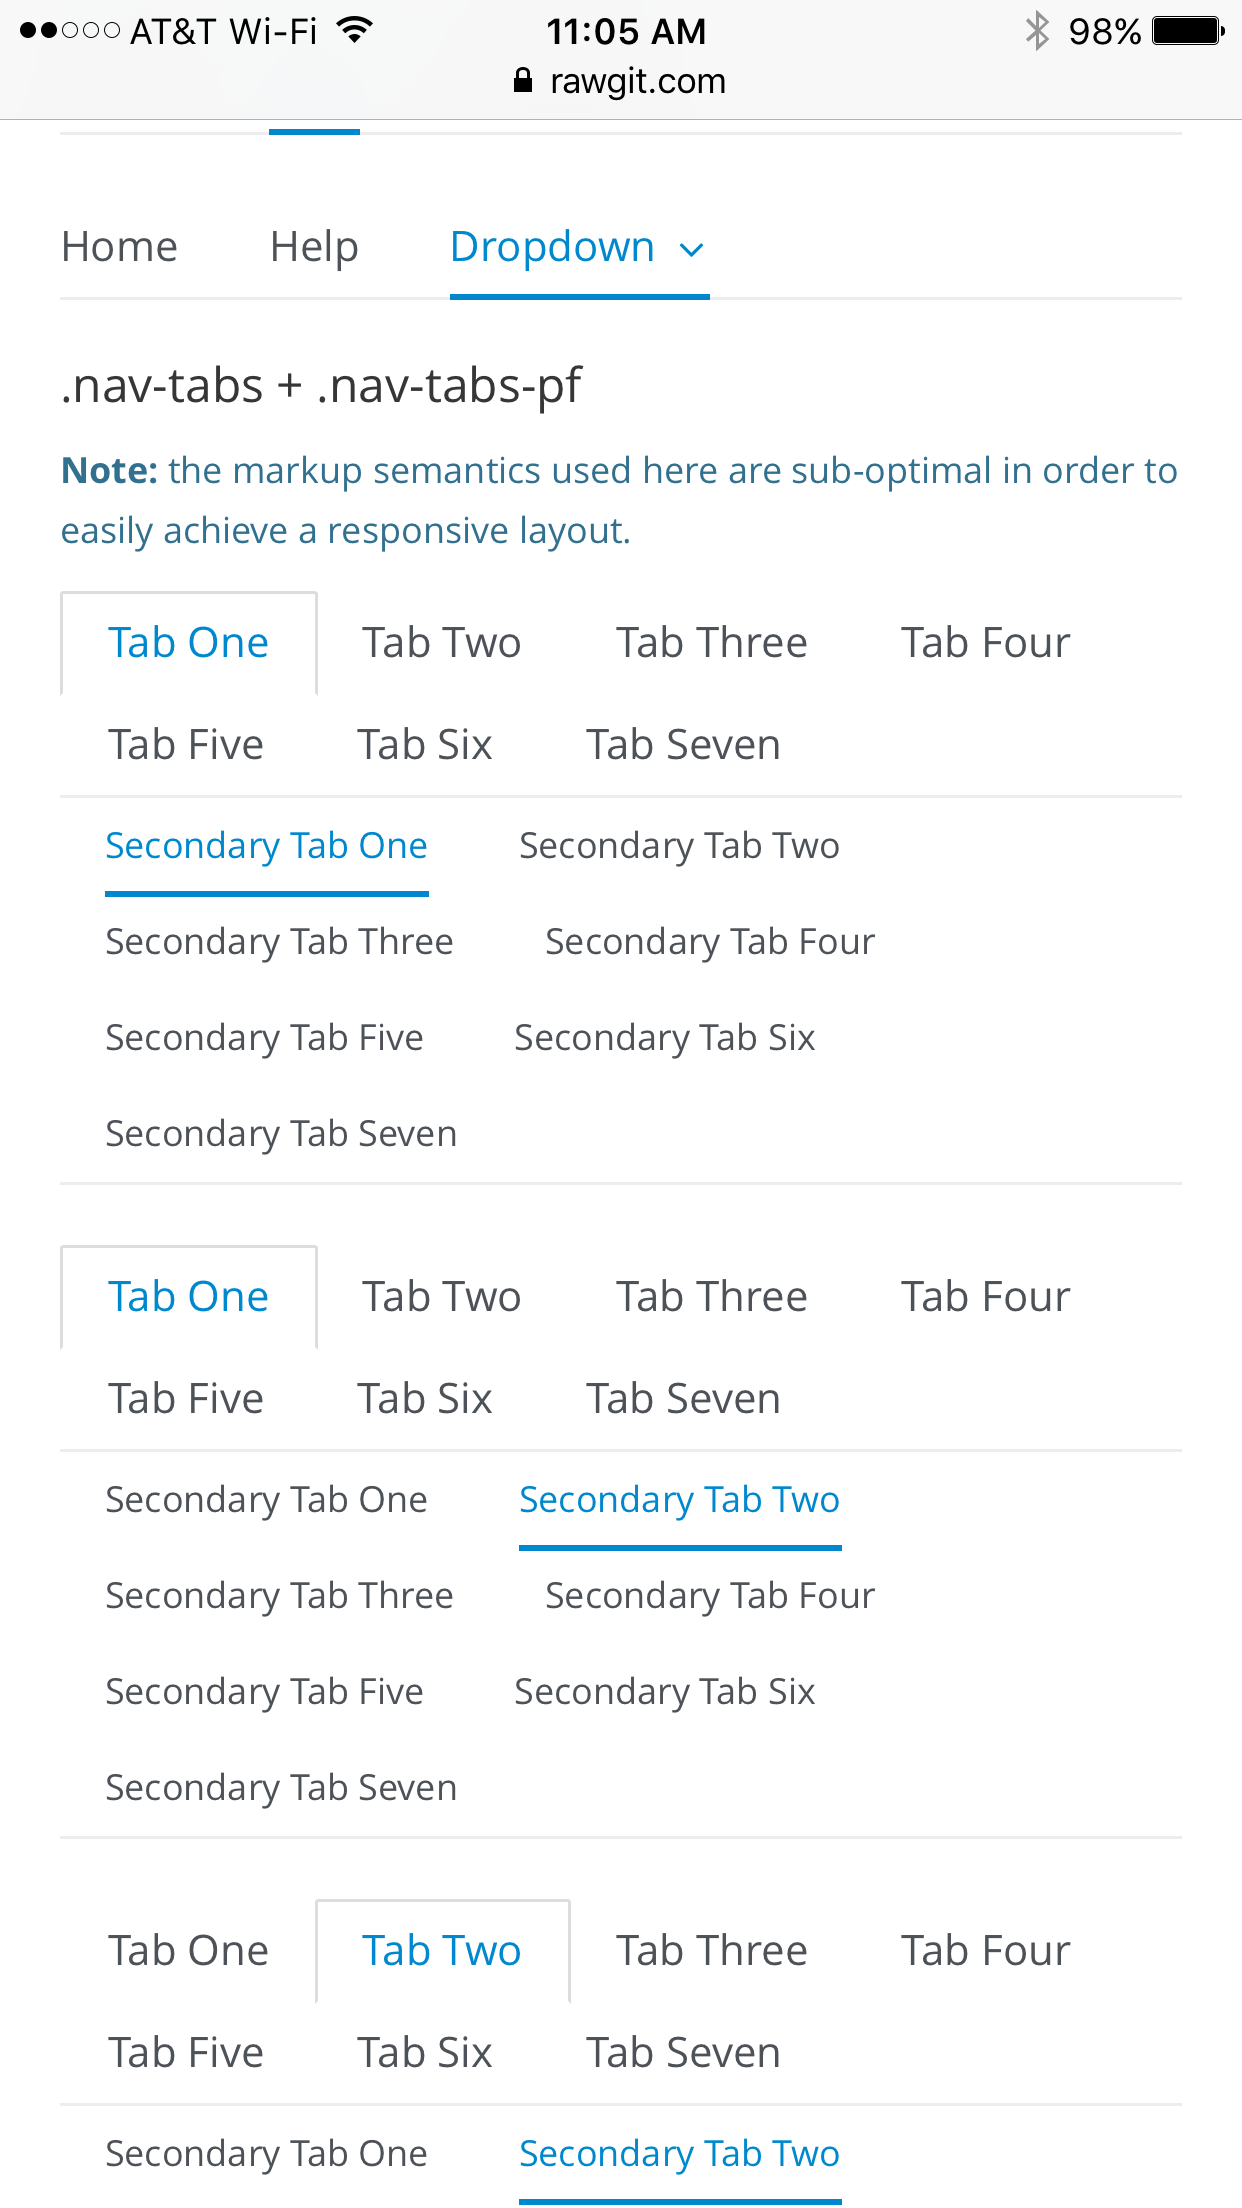 AT&T Wi-Fi 11:05 AM 98%
rawgit.com
Home Help Dropdown
.nav-tabs + .nav-tabs-pf
Note: the markup semantics used here are sub-optimal in order to
easily achieve a responsive layout.
Tab One Tab Two Tab Three Tab Four
Tab Five Tab Six Tab Seven
Secondary Tab One Secondary Tab Two
Secondary Tab Three Secondary Tab Four
Secondary Tab Five Secondary Tab Six
Secondary Tab Seven
Tab One Tab Two Tab Three Tab Four
Tab Five Tab Six Tab Seven
Secondary Tab One Secondary Tab Two
Secondary Tab Three Secondary Tab Four
Secondary Tab Five Secondary Tab Six
Secondary Tab Seven
Tab One Tab Two Tab Three Tab Four
Tab Five Tab Six Tab Seven
Secondary Tab One Secondary Tab Two